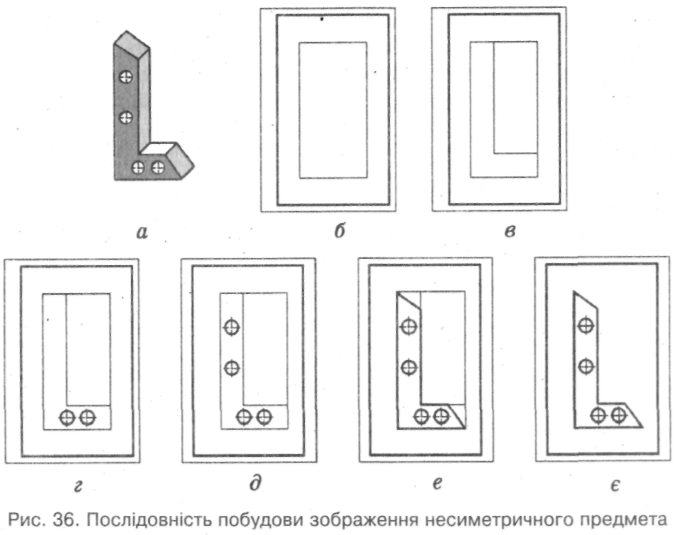 а б в
г д е є
Рис. 36. Послідовність побудови зображення несиметричного предмета